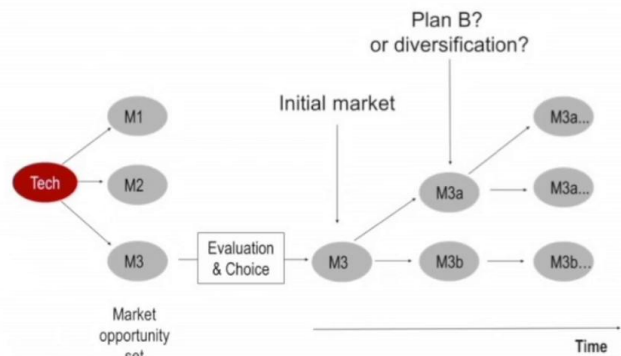 Plan B?
or diversification?
Initial market
M1
M3a...
Tech
M2
M3a
M3a...
M3
Evaluation
& Choice
M3
M3b
M3b...
Market
opportunity
set
Time